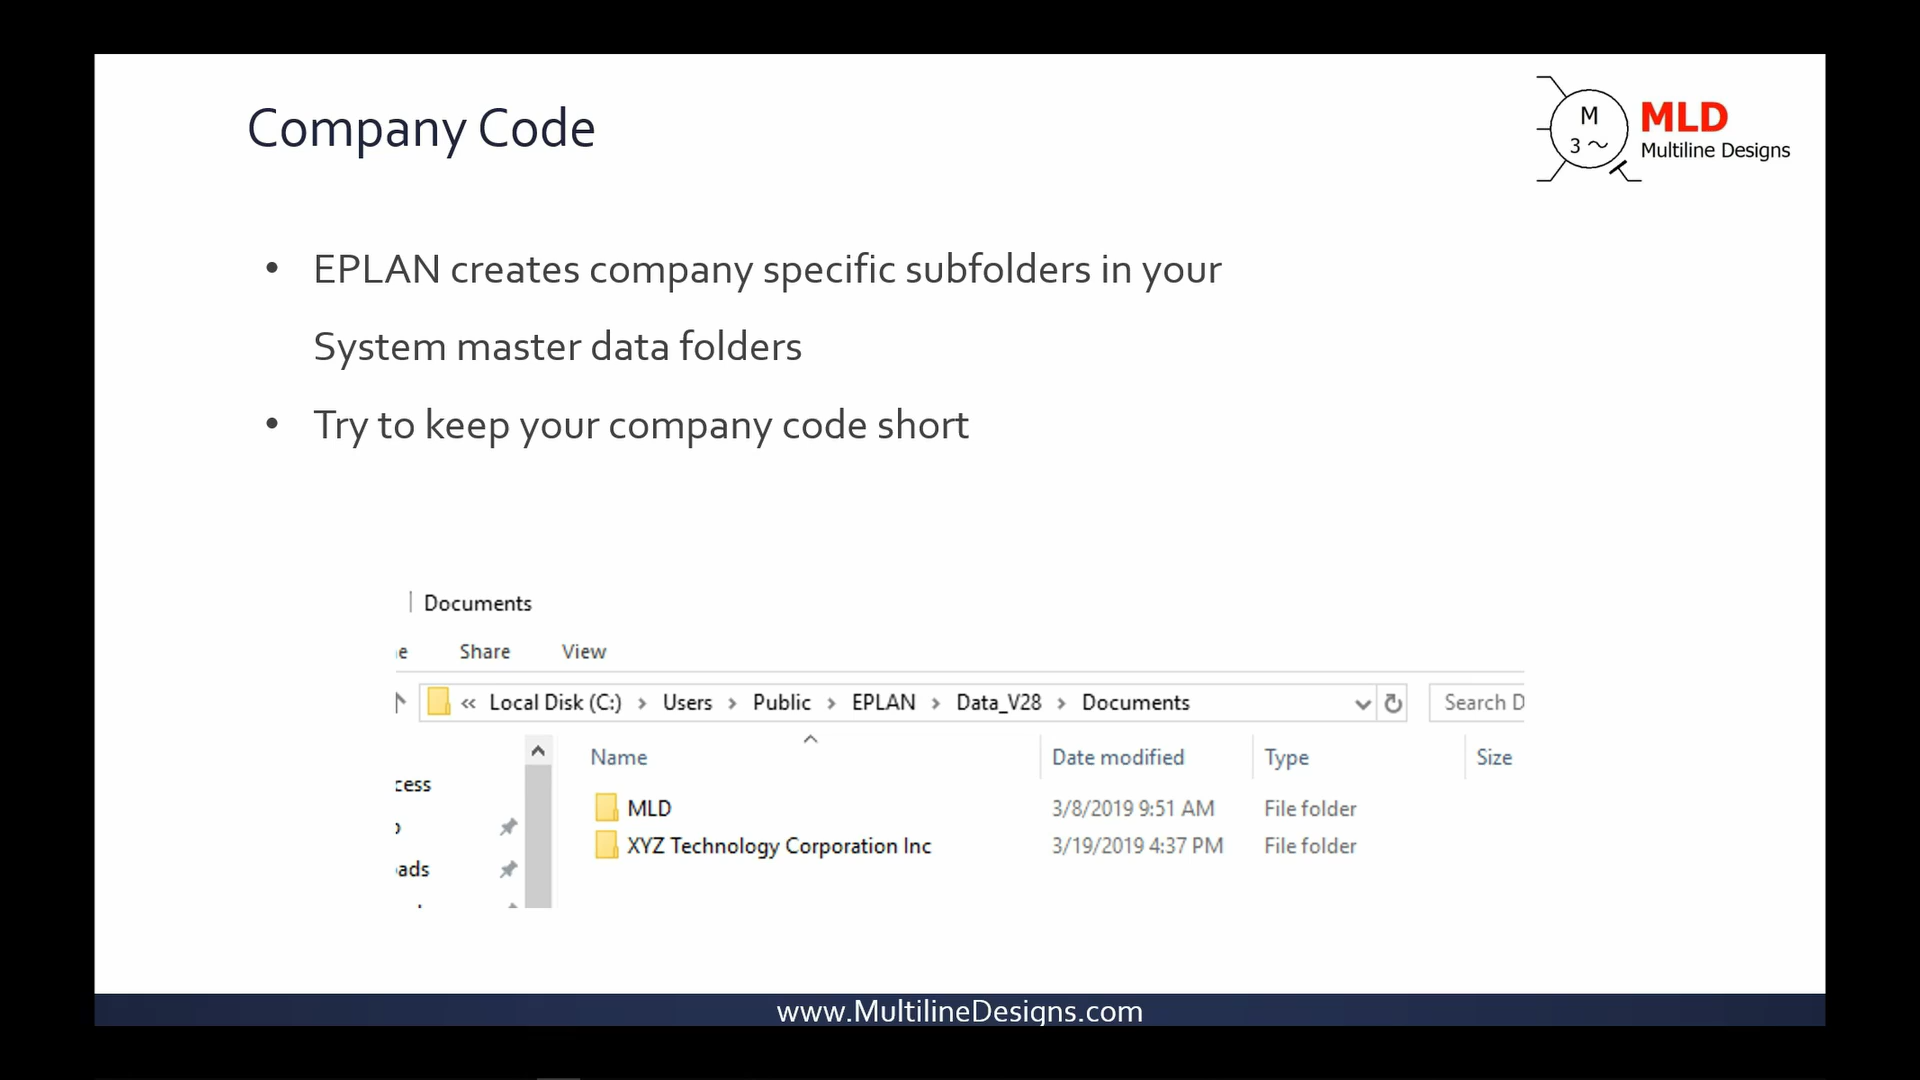 Company Code
M
3 ~
MLD
Multiline Designs
• EPLAN creates company specific subfolders in your
System master data folders
• Try to keep your company code short
Documents
e Share View
« Local Disk (C:) > Users > Public > EPLAN > Data_V28 > Documents Search D
Name Date modified Type Size
cess
MLD 3/8/2019 9:51 AM File folder
XYZ Technology Corporation Inc 3/19/2019 4:37 PM File folder
oads
www.MultilineDesigns.com